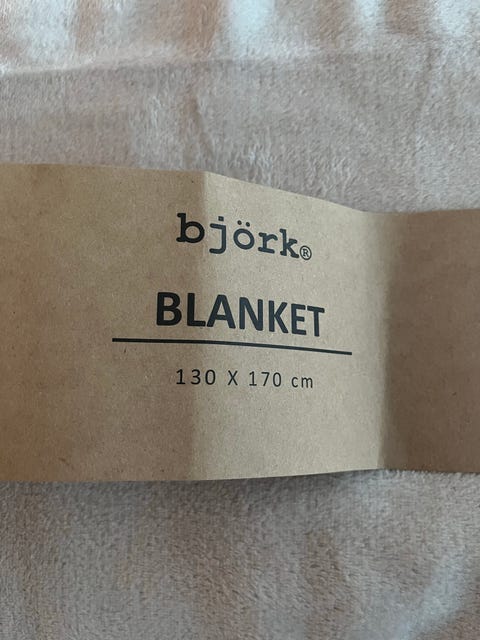 björk®
BLANKET
130 X 170 cm